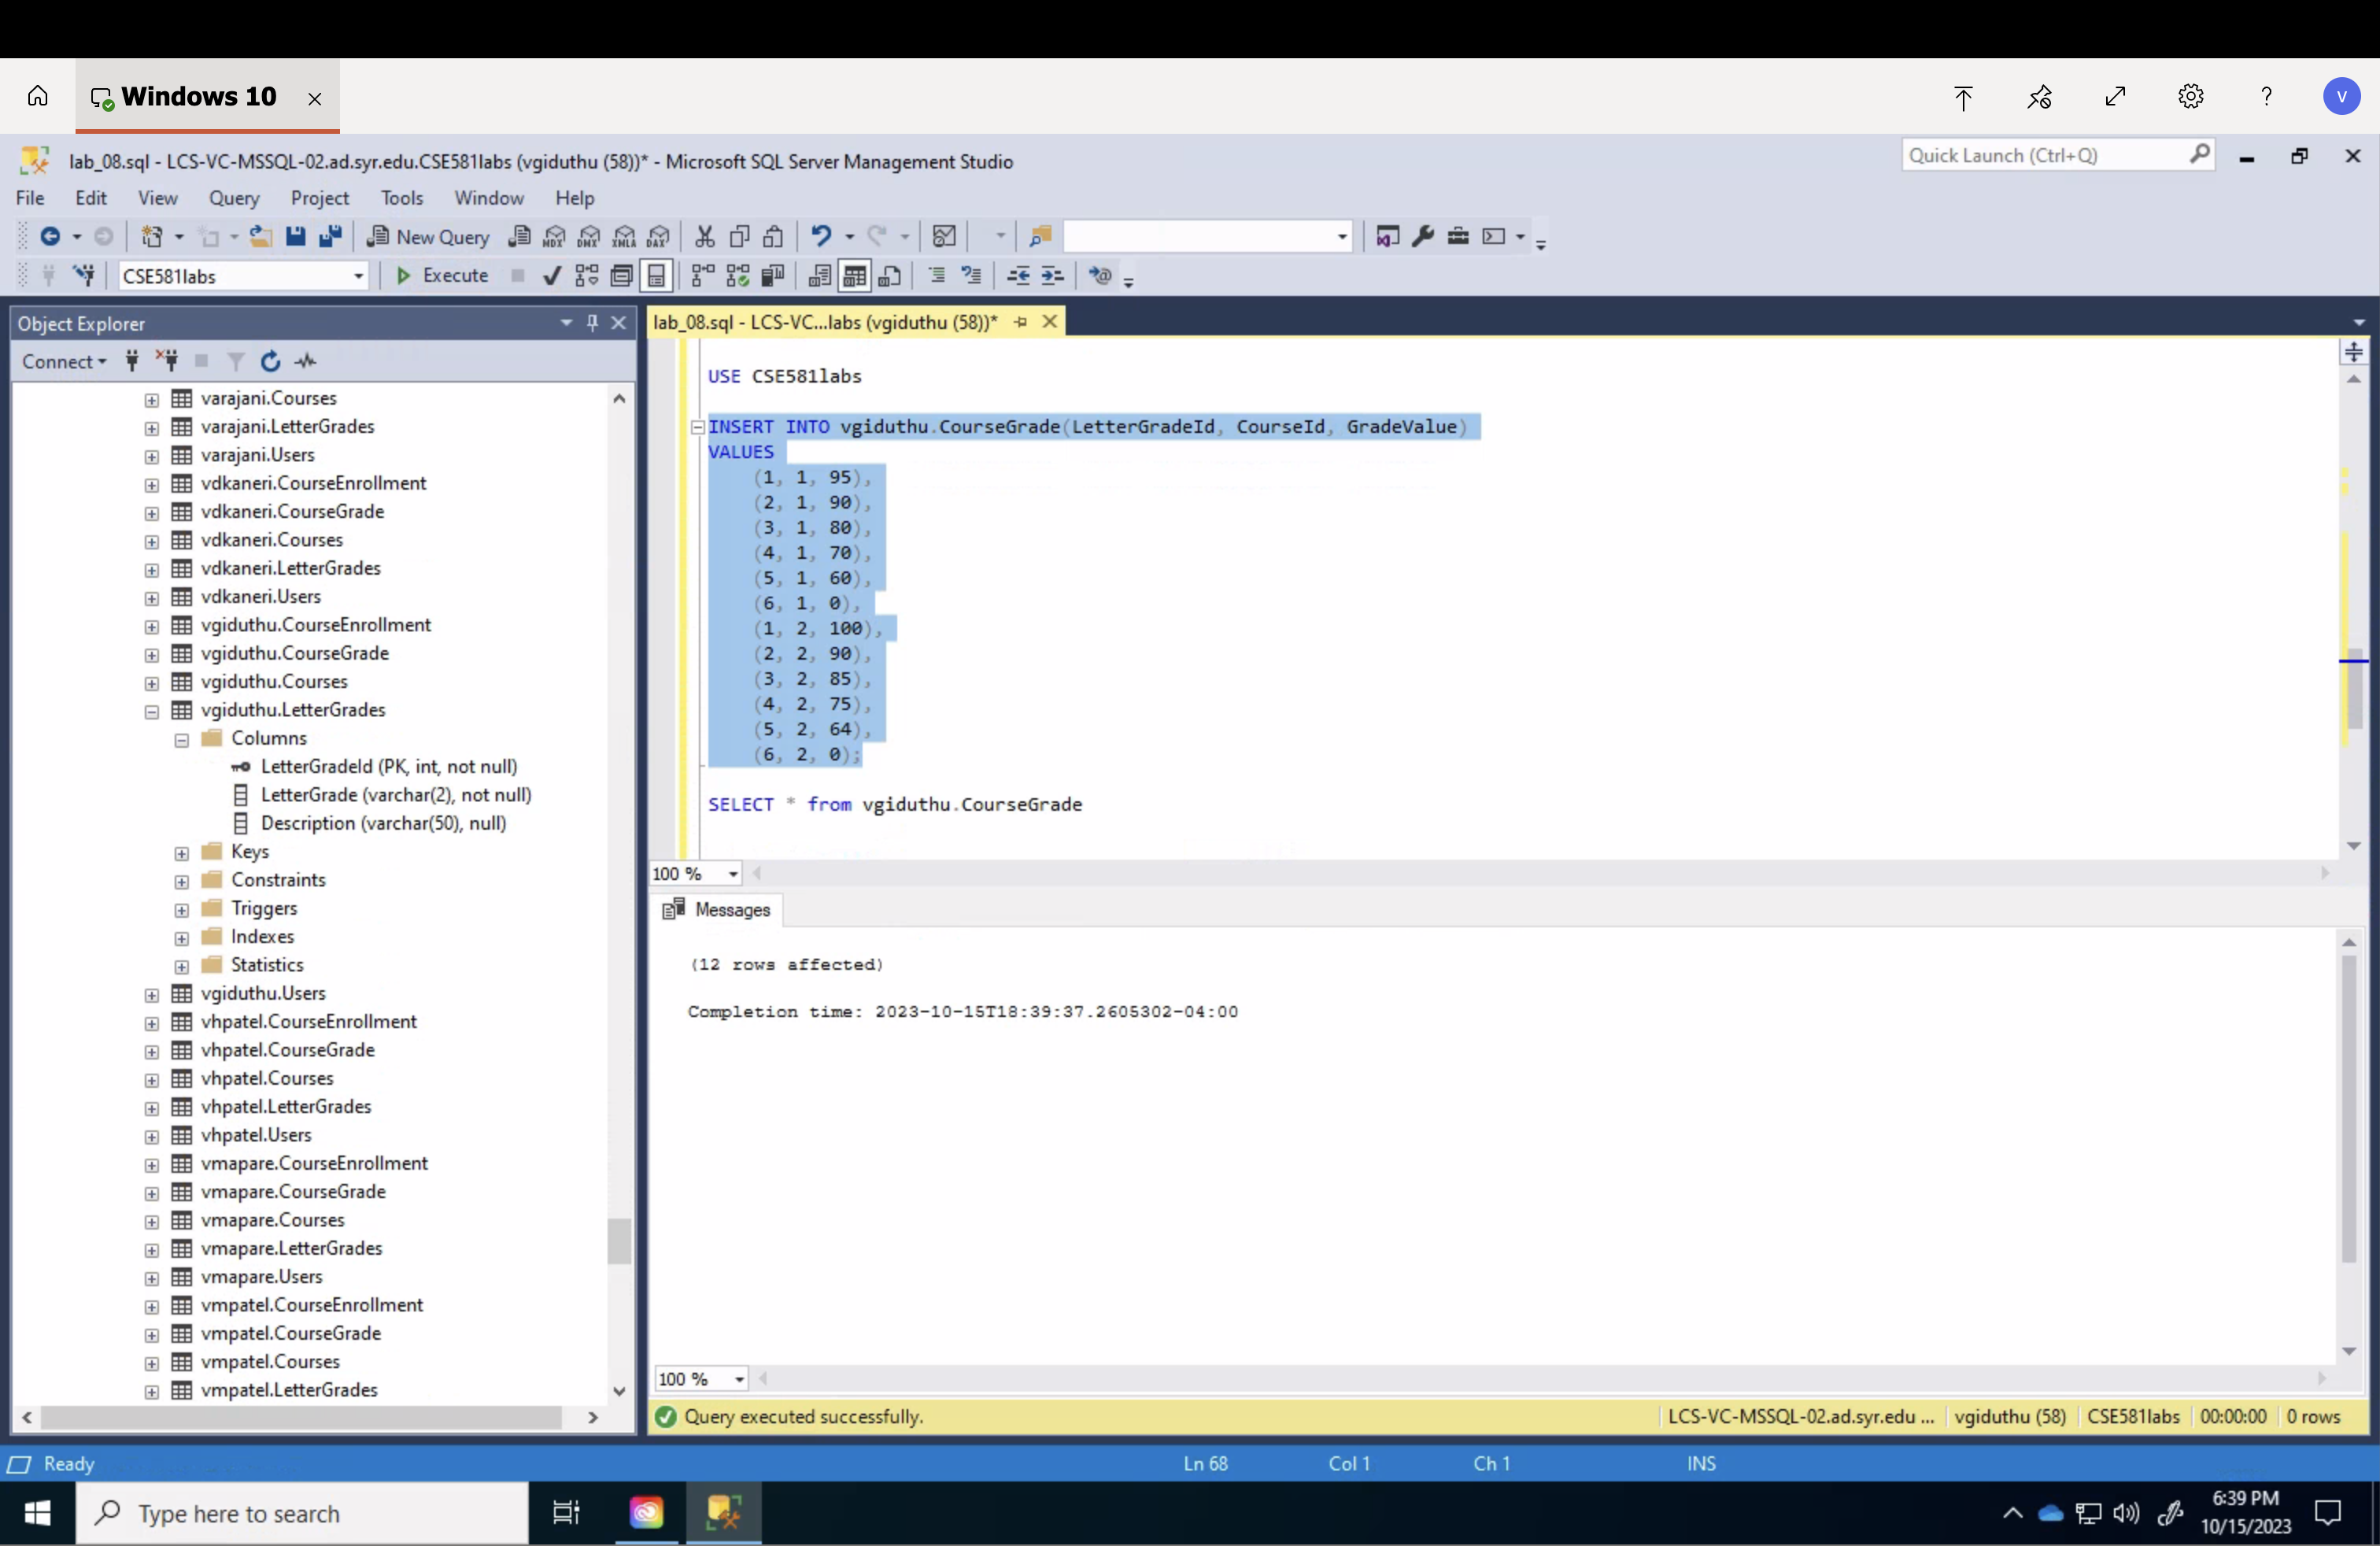 Windows 10
V
lab_08.sql - LCS-VC-MSSQL-02.ad.syr.edu.CSE581labs (vgiduthu (58))* - Microsoft SQL Server Management Studio
Quick Launch (Ctrl+Q)
File Edit View Query Project Tools Window Help
New Query MDX DMX XMLA DAX
CSE581labs Execute
Object Explorer
Connect
varajani.Courses
varajani.LetterGrades
varajani.Users
vdkaneri.CourseEnrollment
vdkaneri.CourseGrade
vdkaneri.Courses
vdkaneri.LetterGrades
vdkaneri.Users
vgiduthu.CourseEnrollment
vgiduthu.CourseGrade
vgiduthu.Courses
vgiduthu.LetterGrades
Columns
LetterGradeId (PK, int, not null)
LetterGrade (varchar(2), not null)
Description (varchar(50), null)
Keys
Constraints
Triggers
Indexes
Statistics
vgiduthu.Users
vhpatel.CourseEnrollment
vhpatel.CourseGrade
vhpatel.Courses
vhpatel.LetterGrades
vhpatel.Users
vmapare.CourseEnrollment
vmapare.CourseGrade
vmapare.Courses
vmapare.LetterGrades
vmapare.Users
vmpatel.CourseEnrollment
vmpatel.CourseGrade
vmpatel.Courses
vmpatel.LetterGrades
lab_08.sql - LCS-VC...labs (vgiduthu (58))*
USE CSE581labs
INSERT INTO vgiduthu.CourseGrade(LetterGradeId, CourseId, GradeValue)
VALUES
(1, 1, 95),
(2, 1, 90),
(3, 1, 80),
(4, 1, 70),
(5, 1, 60),
(6, 1, 0),
(1, 2, 100),
(2, 2, 90),
(3, 2, 85),
(4, 2, 75),
(5, 2, 64),
(6, 2, 0);
SELECT * from vgiduthu.CourseGrade
100 %
Messages
(12 rows affected)
Completion time: 2023-10-15T18:39:37.2605302-04:00
100 %
Query executed successfully. LCS-VC-MSSQL-02.ad.syr.edu ... vgiduthu (58) CSE581labs 00:00:00 0 rows
Ready Ln 68 Col 1 Ch 1 INS
Type here to search
6:39 PM
10/15/2023